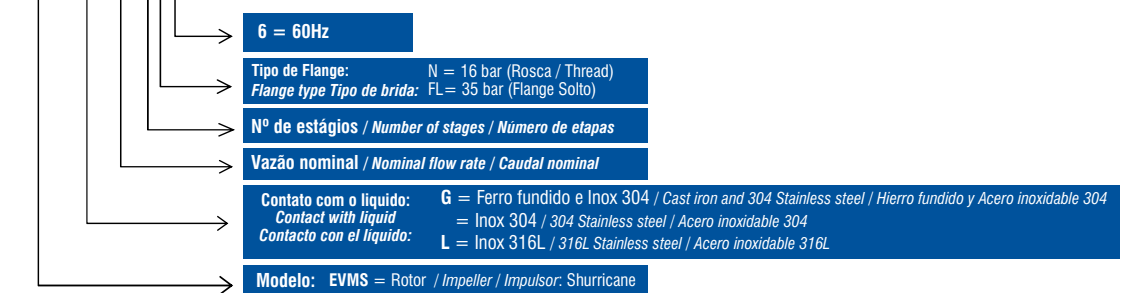 6 = 60Hz
Tipo de Flange: N = 16 bar (Rosca / Thread)
Flange type Tipo de brida: FL= 35 bar (Flange Solto)
Nº de estágios / Number of stages / Número de etapas
Vazão nominal / Nominal flow rate / Caudal nominal
Contato com o liquido: G = Ferro fundido e Inox 304 / Cast iron and 304 Stainless steel / Hierro fundido y Acero inoxidable 304
Contact with liquid = Inox 304 / 304 Stainless steel / Acero inoxidable 304
Contacto con el líquido: L = Inox 316L / 316L Stainless steel / Acero inoxidable 316L
Modelo: EVMS = Rotor / Impeller / Impulsor: Shurricane